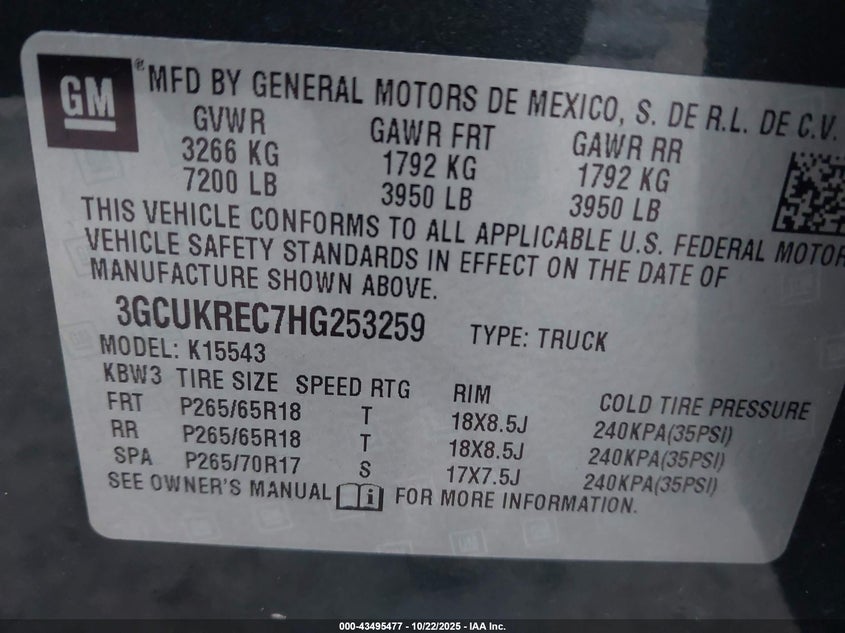 GM
® MFD BY GENERAL MOTORS DE MEXICO, S. DE R.L. DE C.V.
GVWR GAWR FRT GAWR RR
3266 KG 1792 KG 1792 KG
7200 LB 3950 LB 3950 LB
THIS VEHICLE CONFORMS TO ALL APPLICABLE U.S. FEDERAL MOTOR
VEHICLE SAFETY STANDARDS IN EFFECT ON THE DATE OF
MANUFACTURE SHOWN ABOVE.
3GCUKREC7HG253259 TYPE: TRUCK
MODEL: K15543
KBW3 TIRE SIZE SPEED RTG RIM COLD TIRE PRESSURE
FRT P265/65R18 T 18X8.5J 240KPA(35PSI)
RR P265/65R18 T 18X8.5J 240KPA(35PSI)
SPA P265/70R17 S 17X7.5J 240KPA(35PSI)
SEE OWNER'S MANUAL i FOR MORE INFORMATION.
000-43495477 - 10/22/2025 - IAA Inc.